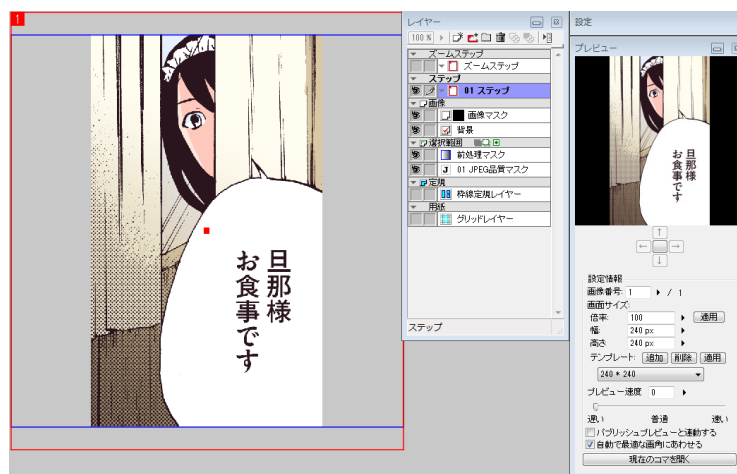 1
旦那様
お食事です
レイヤー
100 %
ズームステップ
ズームステップ
ステップ
01 ステップ
画像
画像マスク
背景
選択範囲
前処理マスク
J 01 JPEG品質マスク
定規
枠線定規レイヤー
用紙
グリッドレイヤー
ステップ
設定
プレビュー
旦那様
お食事です
設定情報
画像番号: 1 / 1
画面サイズ:
倍率: 100 適用
幅: 240 px
高さ: 240 px
テンプレート: 追加 削除 適用
240 * 240
プレビュー速度 0
遅い 普通 速い
パブリッシュプレビューと連動する
自動で最適な画角にあわせる
現在のコマを開く